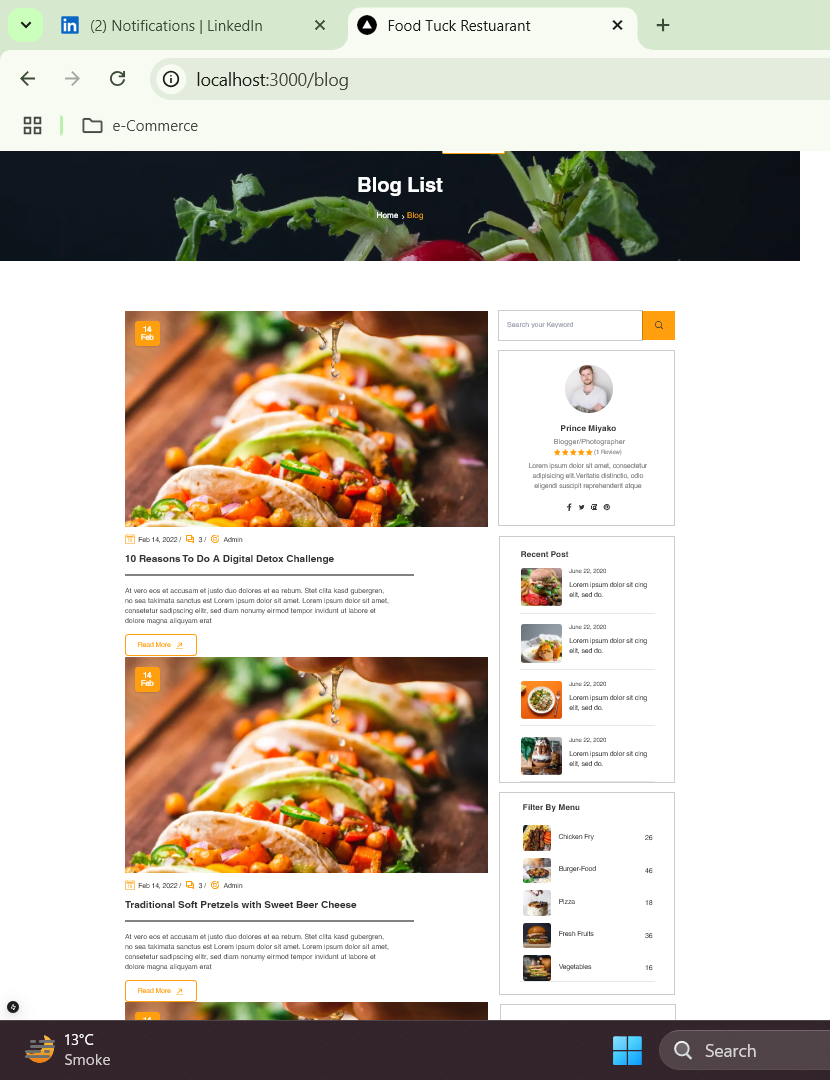 (2) Notifications | LinkedIn
Food Tuck Restuarant
localhost:3000/blog
e-Commerce
Blog List
Home > Blog
14
Feb
Feb 14, 2022 / 3 / Admin
10 Reasons To Do A Digital Detox Challenge
At vero eos et accusam et justo duo dolores et ea rebum. Stet clita kasd gubergren,
no sea takimata sanctus est Lorem ipsum dolor sit amet. Lorem ipsum dolor sit amet,
consetetur sadipscing elitr, sed diam nonumy eirmod tempor invidunt ut labore et
dolore magna aliquyam erat
Read More
14
Feb
Feb 14, 2022 / 3 / Admin
Traditional Soft Pretzels with Sweet Beer Cheese
At vero eos et accusam et justo duo dolores et ea rebum. Stet clita kasd gubergren,
no sea takimata sanctus est Lorem ipsum dolor sit amet. Lorem ipsum dolor sit amet,
consetetur sadipscing elitr, sed diam nonumy eirmod tempor invidunt ut labore et
dolore magna aliquyam erat
Read More
14
Search your Keyword
Prince Miyako
Blogger/Photographer
(1 Review)
Lorem ipsum dolor sit amet, consectetur
adipisicing elit.Veritatis distinctio, odio
eligendi suscipit reprehenderit atque
Recent Post
June 22, 2020
Lorem ipsum dolor sit cing
elit, sed do.
June 22, 2020
Lorem ipsum dolor sit cing
elit, sed do.
June 22, 2020
Lorem ipsum dolor sit cing
elit, sed do.
June 22, 2020
Lorem ipsum dolor sit cing
elit, sed do.
Filter By Menu
Chicken Fry 26
Burger-Food 46
Pizza 18
Fresh Fruits 36
Vegetables 16
13°C
Smoke
Search